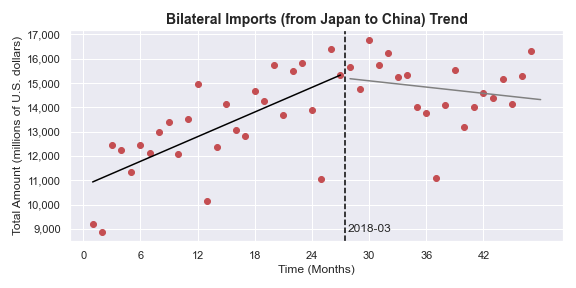 Bilateral Imports (from Japan to China) Trend
Total Amount (millions of U.S. dollars)
17,000
16,000
15,000
14,000
13,000
12,000
11,000
10,000
9,000
2018-03
0 6 12 18 24 30 36 42
Time (Months)